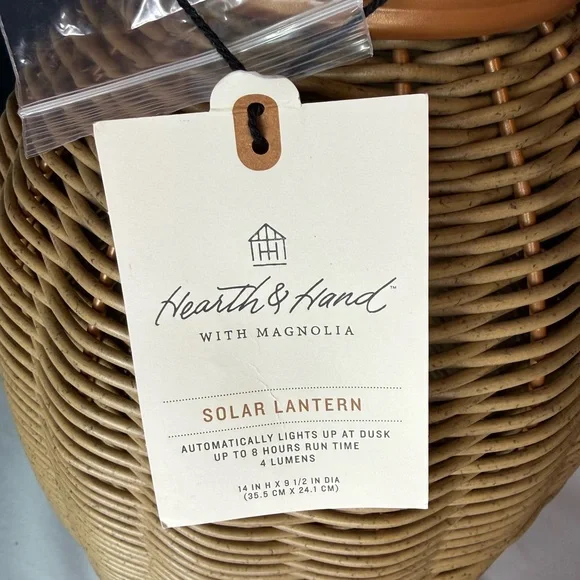 Hearth & Hand™
WITH MAGNOLIA
SOLAR LANTERN
AUTOMATICALLY LIGHTS UP AT DUSK
UP TO 8 HOURS RUN TIME
4 LUMENS
14 IN H X 9 1/2 IN DIA
(35.5 CM X 24.1 CM)